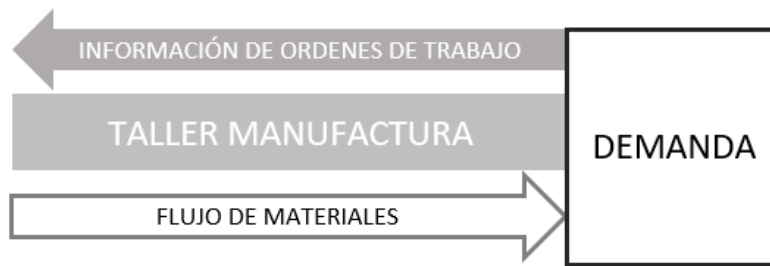 INFORMACIÓN DE ORDENES DE TRABAJO
TALLER MANUFACTURA
DEMANDA
FLUJO DE MATERIALES